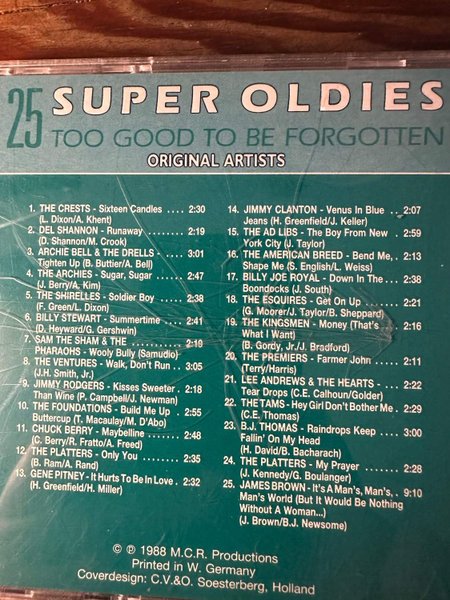 25 SUPER OLDIES
TOO GOOD TO BE FORGOTTEN
ORIGINAL ARTISTS
1. THE CRESTS - Sixteen Candles .... 2:30
(L. Dixon/A. Khent)
2. DEL SHANNON - Runaway ...... 2:19
(D. Shannon/M. Crook)
3. ARCHIE BELL & THE DRELLS - . 3:01
Tighten Up (B. Buttier/A. Bell)
4. THE ARCHIES - Sugar, Sugar .... 2:47
(J. Berry/A. Kim)
5. THE SHIRELLES - Soldier Boy .... 2:38
(F. Green/L. Dixon)
6. BILLY STEWART - Summertime .. 2:41
(D. Heyward/G. Gershwin)
7. SAM THE SHAM & THE ......... 2:19
PHARAOHS - Wooly Bully (Samudio)
8. THE VENTURES - Walk, Don't Run .. 3:05
(J.H. Smith, Jr.)
9. JIMMY RODGERS - Kisses Sweeter . 2:18
Than Wine (P. Campbell/J. Newman)
10. THE FOUNDATIONS - Build Me Up . 2:55
Buttercup (T. Macaulay/M. D'Abo)
11. CHUCK BERRY - Maybelline ..... 2:48
(C. Berry/R. Fratto/A. Freed)
12. THE PLATTERS - Only You ...... 2:35
(B. Ram/A. Rand)
13. GENE PITNEY - It Hurts To Be In Love . 2:32
(H. Greenfield/H. Miller)
14. JIMMY CLANTON - Venus In Blue .. 2:07
Jeans (H. Greenfield/J. Keller)
15. THE AD LIBS - The Boy From New . 2:59
York City (J. Taylor)
16. THE AMERICAN BREED - Bend Me, . 2:15
Shape Me (S. English/L. Weiss)
17. BILLY JOE ROYAL - Down In The ... 2:38
Boondocks (J. South)
18. THE ESQUIRES - Get On Up ..... 2:21
(G. Moorer/J. Taylor/B. Sheppard)
19. THE KINGSMEN - Money (That's ... 2:16
What I Want)
(B. Gordy, Jr./J. Bradford)
20. THE PREMIERS - Farmer John .... 2:11
(Terry/Harris)
21. LEE ANDREWS & THE HEARTS - ... 2:22
Tear Drops (C.E. Calhoun/Golder)
22. THE TAMS - Hey Girl Don't Bother Me . 2:29
(C.E. Thomas)
23. B.J. THOMAS - Raindrops Keep .... 3:00
Fallin' On My Head
(H. David/B. Bacharach)
24. THE PLATTERS - My Prayer ...... 2:28
(J. Kennedy/G. Boulanger)
25. JAMES BROWN - It's A Man's, Man's, . 9:10
Man's World (But It Would Be Nothing
Without A Woman...)
(J. Brown/B.J. Newsome)
© ℗ 1988 M.C.R. Productions
Printed in W. Germany
Coverdesign: C.V.&O. Soesterberg, Holland